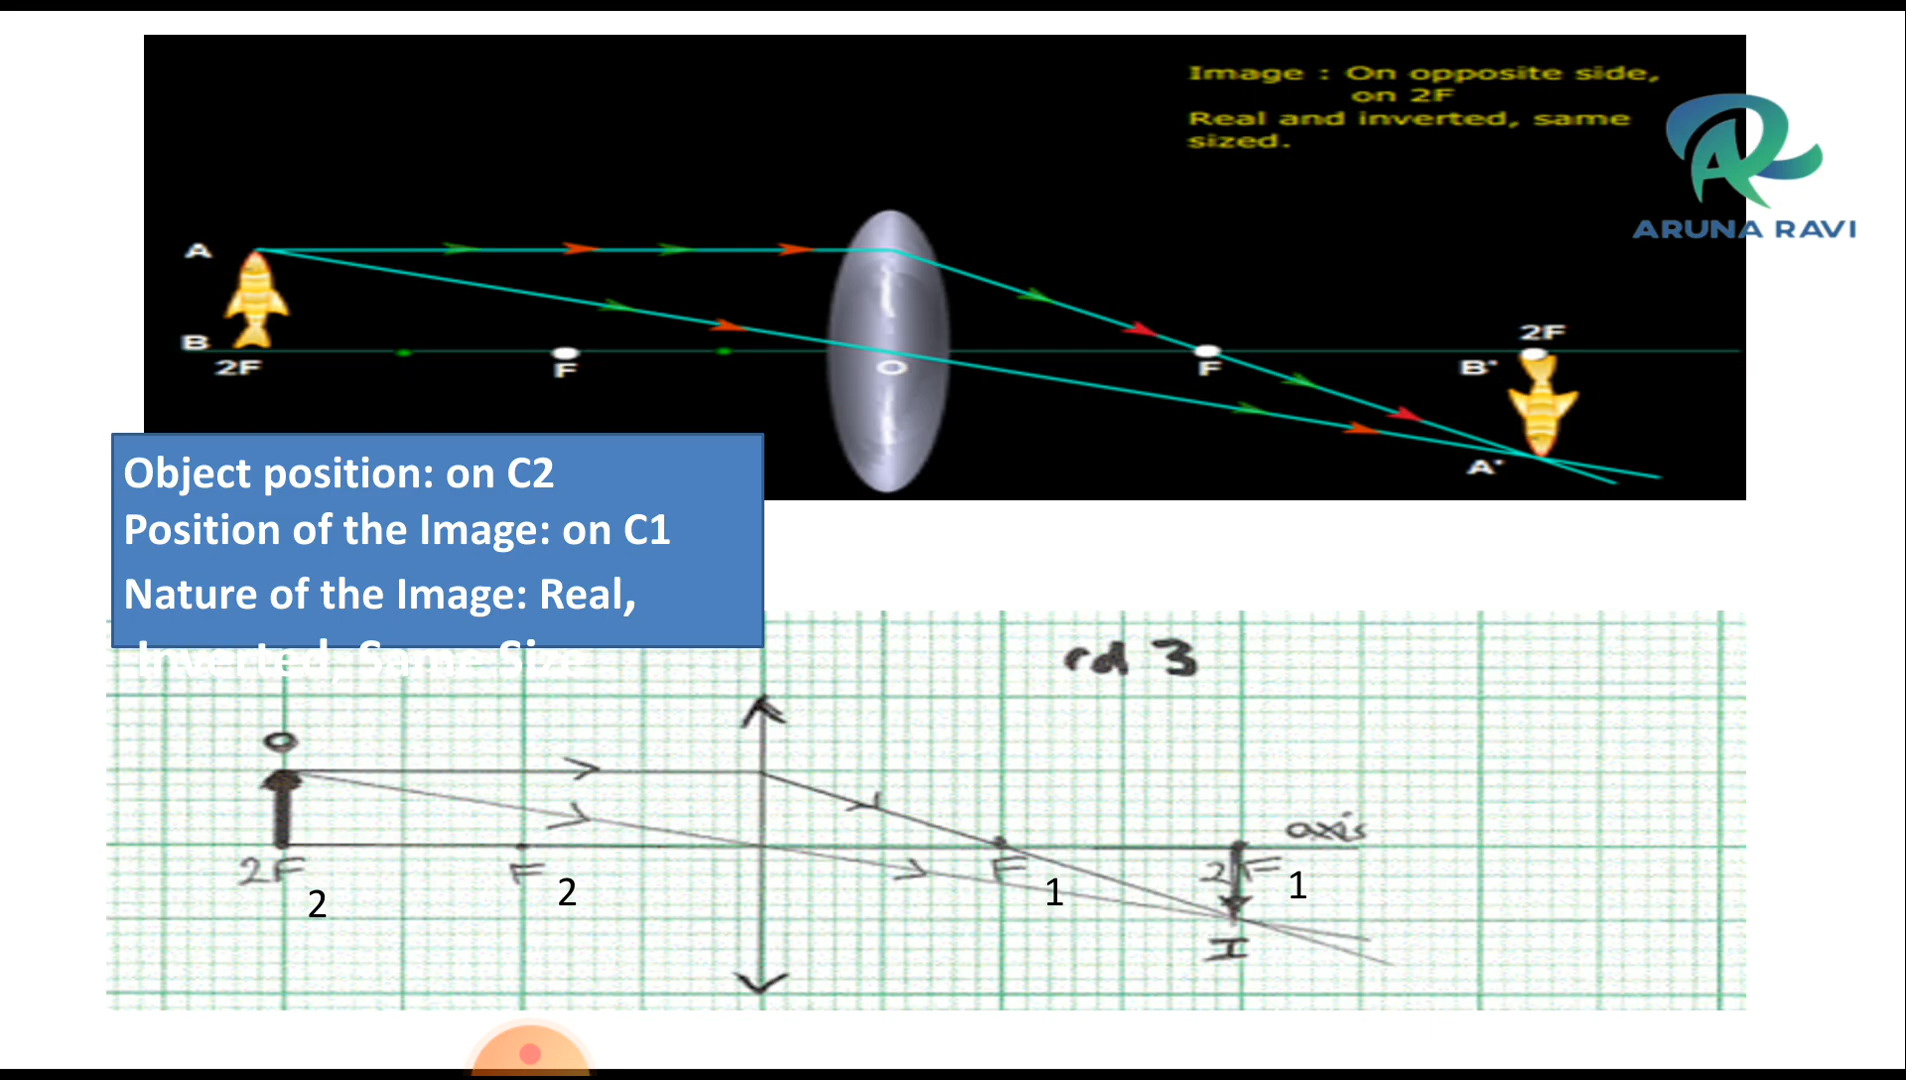 Image : On opposite side,
on 2F
Real and inverted, same
sized.
ARUNA RAVI
A
B
2F
F
O
F
2F
B'
A'
Object position: on C2
Position of the Image: on C1
Nature of the Image: Real,
Inverted, Same Size
rd 3
O
axis
2F 2
F 2
F 1
2F 1
I